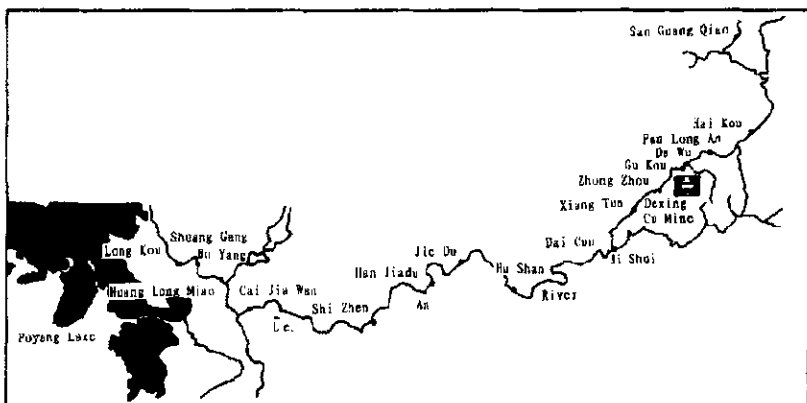 San Guang Qian
Hai Kou
Pan Long An
Da Wu
Gu Kou
Zhong Zhou
Xiang Tun
Dexing
Cu Mine
Dai Cun
Ji Shui
Shuang Gang
Long Kou
Bo Yang
Jie Du
Han Jiadu
Hu Shan
Huang Long Miao
Cai Jia Wan
Shi Zhen
An
River
Le.
Poyang Lake